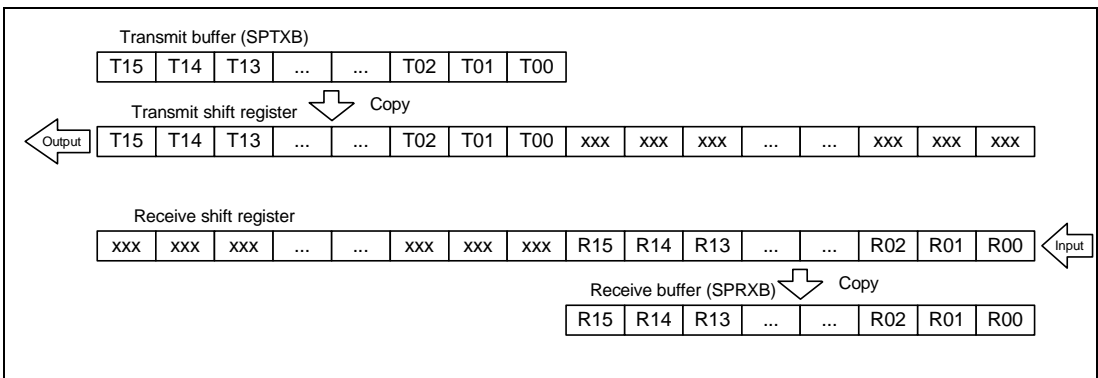 Transmit buffer (SPTXB)
T15 T14 T13 ... ... T02 T01 T00
Copy
Transmit shift register
Output T15 T14 T13 ... ... T02 T01 T00 xxx xxx xxx ... ... xxx xxx xxx
Receive shift register
xxx xxx xxx ... ... xxx xxx xxx R15 R14 R13 ... ... R02 R01 R00 Input
Receive buffer (SPRXB) Copy
R15 R14 R13 ... ... R02 R01 R00